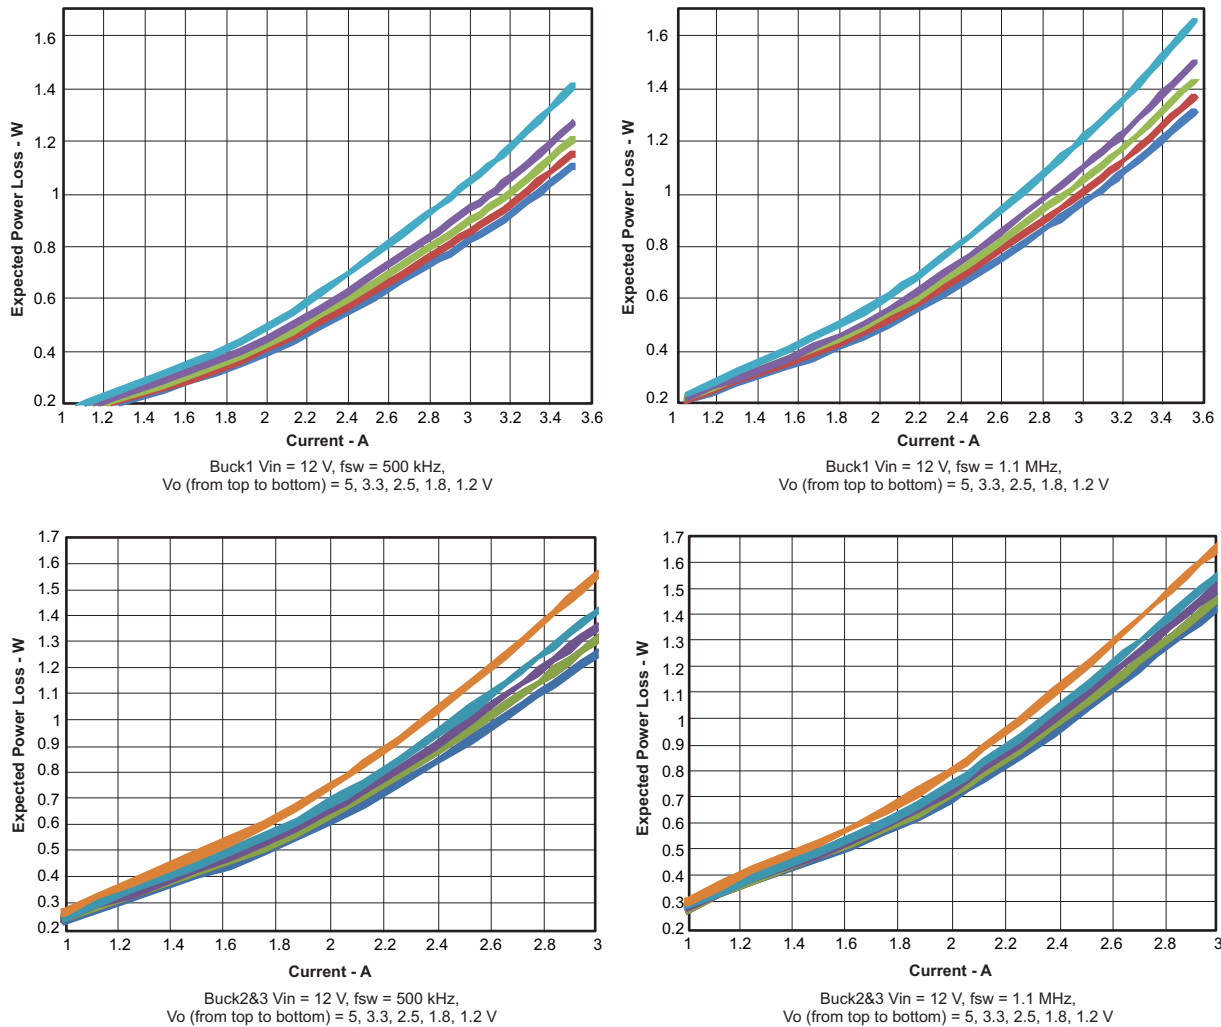 Expected Power Loss - W
1.6
1.4
1.2
1
0.8
0.6
0.4
0.2
1 1.2 1.4 1.6 1.8 2 2.2 2.4 2.6 2.8 3 3.2 3.4 3.6
Current - A
Buck1 Vin = 12 V, fsw = 500 kHz,
Vo (from top to bottom) = 5, 3.3, 2.5, 1.8, 1.2 V
Expected Power Loss - W
1.6
1.4
1.2
1
0.8
0.6
0.4
0.2
1 1.2 1.4 1.6 1.8 2 2.2 2.4 2.6 2.8 3 3.2 3.4 3.6
Current - A
Buck1 Vin = 12 V, fsw = 1.1 MHz,
Vo (from top to bottom) = 5, 3.3, 2.5, 1.8, 1.2 V
Expected Power Loss - W
1.7
1.6
1.5
1.4
1.3
1.2
1.1
1
0.9
0.8
0.7
0.6
0.5
0.4
0.3
0.2
1 1.2 1.4 1.6 1.8 2 2.2 2.4 2.6 2.8 3
Current - A
Buck2&3 Vin = 12 V, fsw = 500 kHz,
Vo (from top to bottom) = 5, 3.3, 2.5, 1.8, 1.2 V
Expected Power Loss - W
1.7
1.6
1.5
1.4
1.3
1.2
1.1
1
0.9
0.8
0.7
0.6
0.5
0.4
0.3
0.2
1 1.2 1.4 1.6 1.8 2 2.2 2.4 2.6 2.8 3
Current - A
Buck2&3 Vin = 12 V, fsw = 1.1 MHz,
Vo (from top to bottom) = 5, 3.3, 2.5, 1.8, 1.2 V